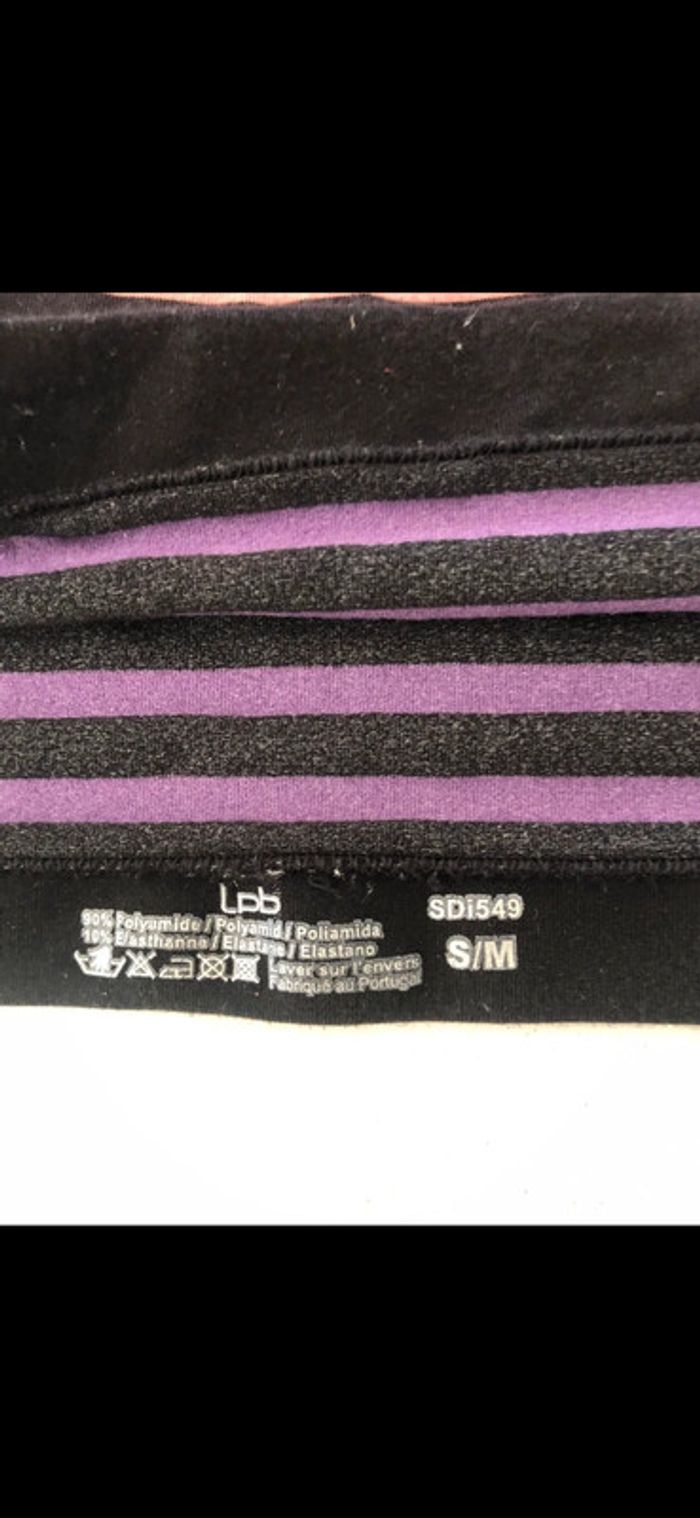 Lpb
SDi549
90% Polyamide / Polyamid / Poliamida
10% Elasthanne / Elastane / Elastano
S/M
Laver sur l'envers
Fabriqué au Portugal